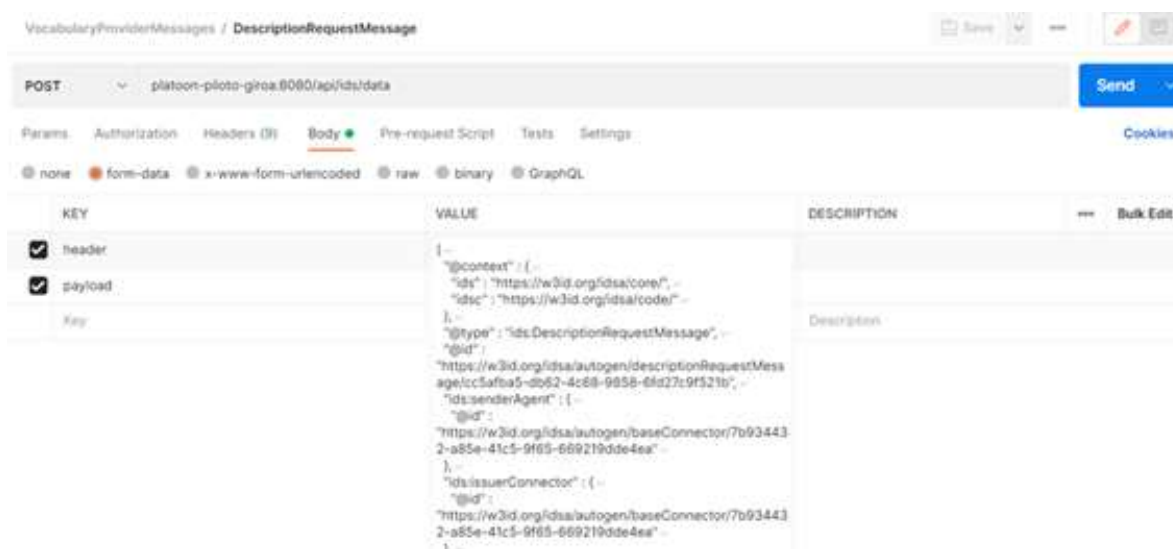 VocabularyProviderMessages / DescriptionRequestMessage
Save
POST platoon-piloto-giroa:8080/api/ids/data
Send
Params Authorization Headers (9) Body Pre-request Script Tests Settings
Cookies
none form-data x-www-form-urlencoded raw binary GraphQL
KEY VALUE DESCRIPTION Bulk Edit
header
{
"@context" : {
"ids" : "https://w3id.org/idsa/core/",
"idsc" : "https://w3id.org/idsa/code/"
},
"@type" : "ids:DescriptionRequestMessage",
"@id" :
"https://w3id.org/idsa/autogen/descriptionRequestMess
age/cc5afba5-db62-4c68-9858-6fd27c9f521b",
"ids:senderAgent" : {
"@id" :
"https://w3id.org/idsa/autogen/baseConnector/7b93443
2-a85e-41c5-9f65-669219dde4ea"
},
"ids:issuerConnector" : {
"@id" :
"https://w3id.org/idsa/autogen/baseConnector/7b93443
2-a85e-41c5-9f65-669219dde4ea"
}
payload
Key Description